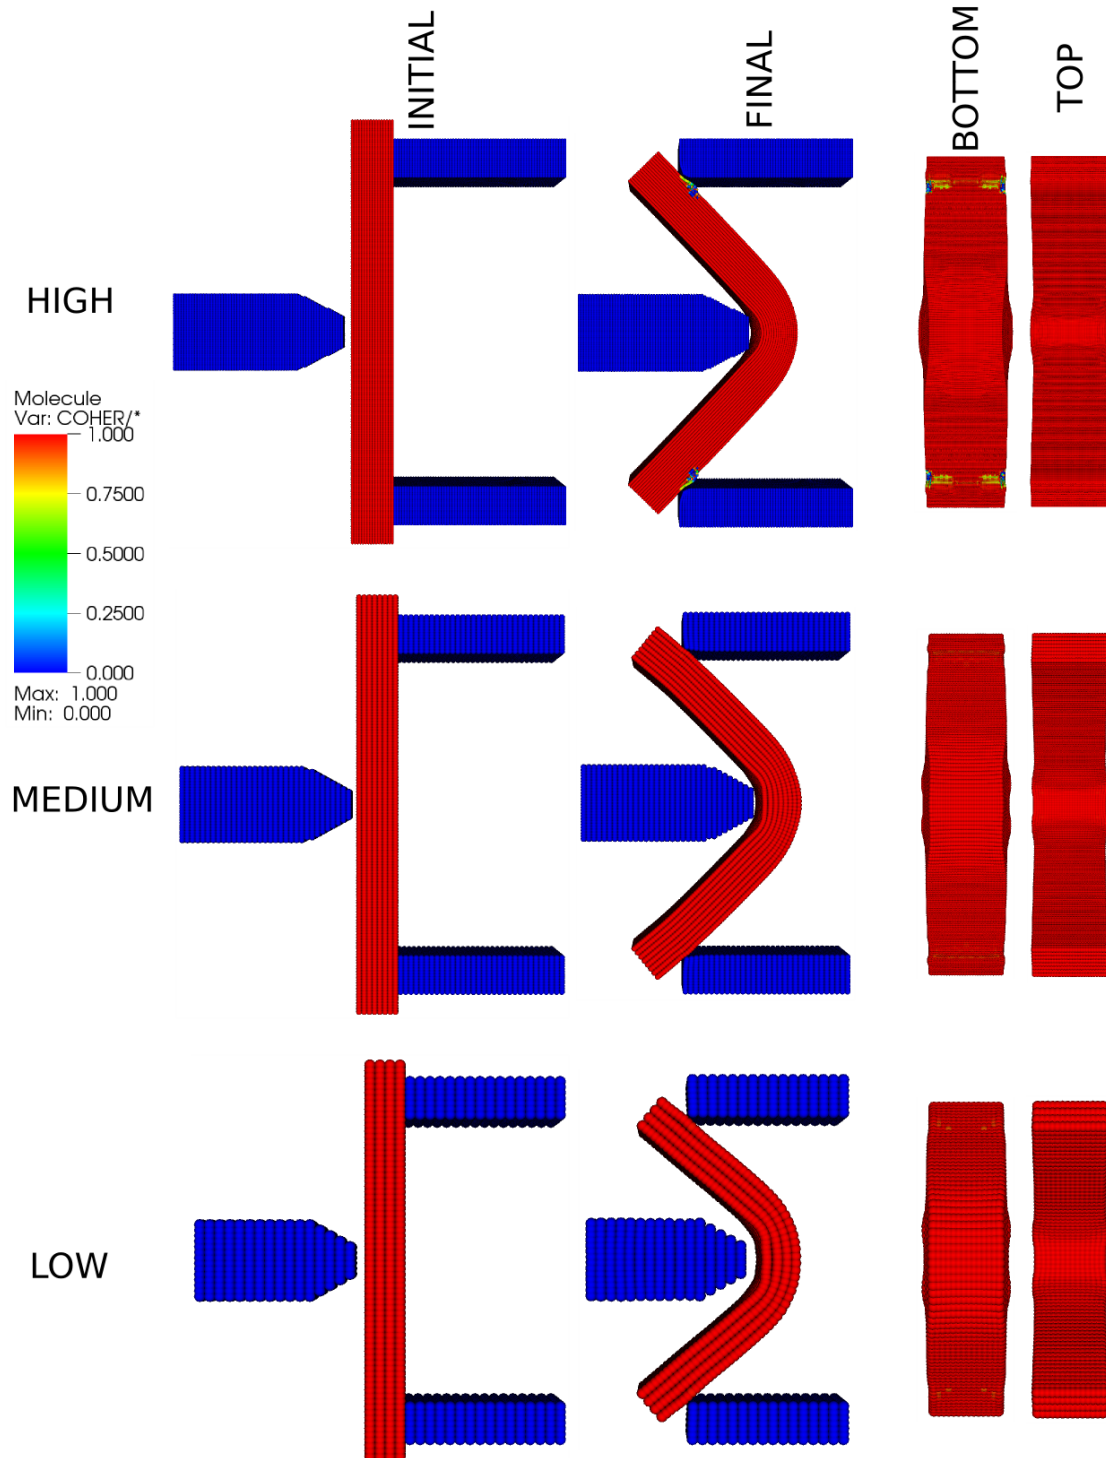 INITIAL
FINAL
BOTTOM
TOP
HIGH
Molecule
Var: COHER/*
1.000
0.7500
0.5000
0.2500
0.000
Max: 1.000
Min: 0.000
MEDIUM
LOW